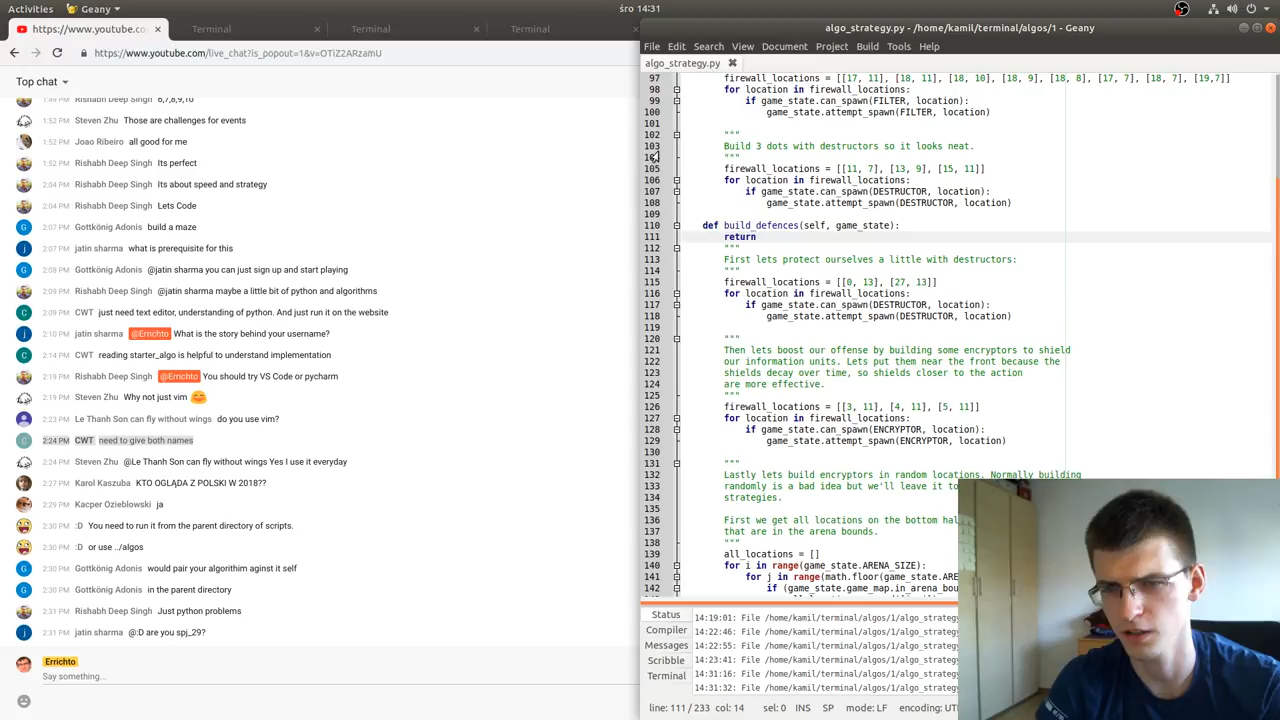 Activities
Geany
śro 14:31
https://www.youtube.co
Terminal
Terminal
Terminal
https://www.youtube.com/live_chat?is_popout=1&v=OTiZ2ARzamU
Top chat
1:49 PM Rishabh Deep Singh 6,7,8,9,10
1:52 PM Steven Zhu Those are challenges for events
1:52 PM Joao Ribeiro all good for me
1:52 PM Rishabh Deep Singh Its perfect
2:04 PM Rishabh Deep Singh Its about speed and strategy
2:04 PM Rishabh Deep Singh Lets Code
2:06 PM Gottkönig Adonis build a maze
2:07 PM jatin sharma what is prerequisite for this
2:08 PM Gottkönig Adonis @jatin sharma you can just sign up and start playing
2:09 PM Rishabh Deep Singh @jatin sharma maybe a little bit of python and algorithms
2:09 PM CWT just need text editor, understanding of python. And just run it on the website
2:10 PM jatin sharma @Errichto What is the story behind your username?
2:14 PM CWT reading starter_algo is helpful to understand implementation
2:19 PM Rishabh Deep Singh @Errichto You should try VS Code or pycharm
2:19 PM Steven Zhu Why not just vim
2:23 PM Le Thanh Son can fly without wings do you use vim?
2:24 PM CWT need to give both names
2:24 PM Steven Zhu @Le Thanh Son can fly without wings Yes I use it everyday
2:27 PM Karol Kaszuba KTO OGLĄDA Z POLSKI W 2018??
2:29 PM Kacper Ozieblowski ja
2:30 PM :D You need to run it from the parent directory of scripts.
2:30 PM :D or use ../algos
2:30 PM Gottkönig Adonis would pair your algorithm against it self
2:30 PM Gottkönig Adonis in the parent directory
2:31 PM Rishabh Deep Singh Just python problems
2:31 PM jatin sharma @:D are you spj_29?
Errichto
Say something...
algo_strategy.py - /home/kamil/terminal/algos/1 - Geany
File Edit Search View Document Project Build Tools Help
algo_strategy.py
97 firewall_locations = [[17, 11], [18, 11], [18, 10], [18, 9], [18, 8], [17, 7], [18, 7], [19,7]]
98 for location in firewall_locations:
99 if game_state.can_spawn(FILTER, location):
100 game_state.attempt_spawn(FILTER, location)
101
102 """
103 Build 3 dots with destructors so it looks neat.
"""
105 firewall_locations = [[11, 7], [13, 9], [15, 11]]
106 for location in firewall_locations:
107 if game_state.can_spawn(DESTRUCTOR, location):
108 game_state.attempt_spawn(DESTRUCTOR, location)
109
110 def build_defences(self, game_state):
111 return
112 """
113 First lets protect ourselves a little with destructors:
114 """
115 firewall_locations = [[0, 13], [27, 13]]
116 for location in firewall_locations:
117 if game_state.can_spawn(DESTRUCTOR, location):
118 game_state.attempt_spawn(DESTRUCTOR, location)
119
120 """
121 Then lets boost our offense by building some encryptors to shield
122 our information units. Lets put them near the front because the
123 shields decay over time, so shields closer to the action
124 are more effective.
125 """
126 firewall_locations = [[3, 11], [4, 11], [5, 11]]
127 for location in firewall_locations:
128 if game_state.can_spawn(ENCRYPTOR, location):
129 game_state.attempt_spawn(ENCRYPTOR, location)
130
131 """
132 Lastly lets build encryptors in random locations. Normally building
133 randomly is a bad idea but we'll leave it to
134 strategies.
135
136 First we get all locations on the bottom hal
137 that are in the arena bounds.
138 """
139 all_locations = []
140 for i in range(game_state.ARENA_SIZE):
141 for j in range(math.floor(game_state.ARE
142 if (game_state.game_map.in_arena_bou
Status
Compiler
Messages
Scribble
Terminal
14:19:01: File /home/kamil/terminal/algos/1/algo_strategy
14:22:46: File /home/kamil/terminal/algos/1/algo_strategy
14:22:55: File /home/kamil/terminal/algos/1/algo_strategy
14:23:41: File /home/kamil/terminal/algos/1/algo_strategy
14:31:16: File /home/kamil/terminal/algos/1/algo_strategy
14:31:32: File /home/kamil/terminal/algos/1/algo_strategy
line: 111 / 233 col: 14 sel: 0 INS SP mode: LF encoding: UT